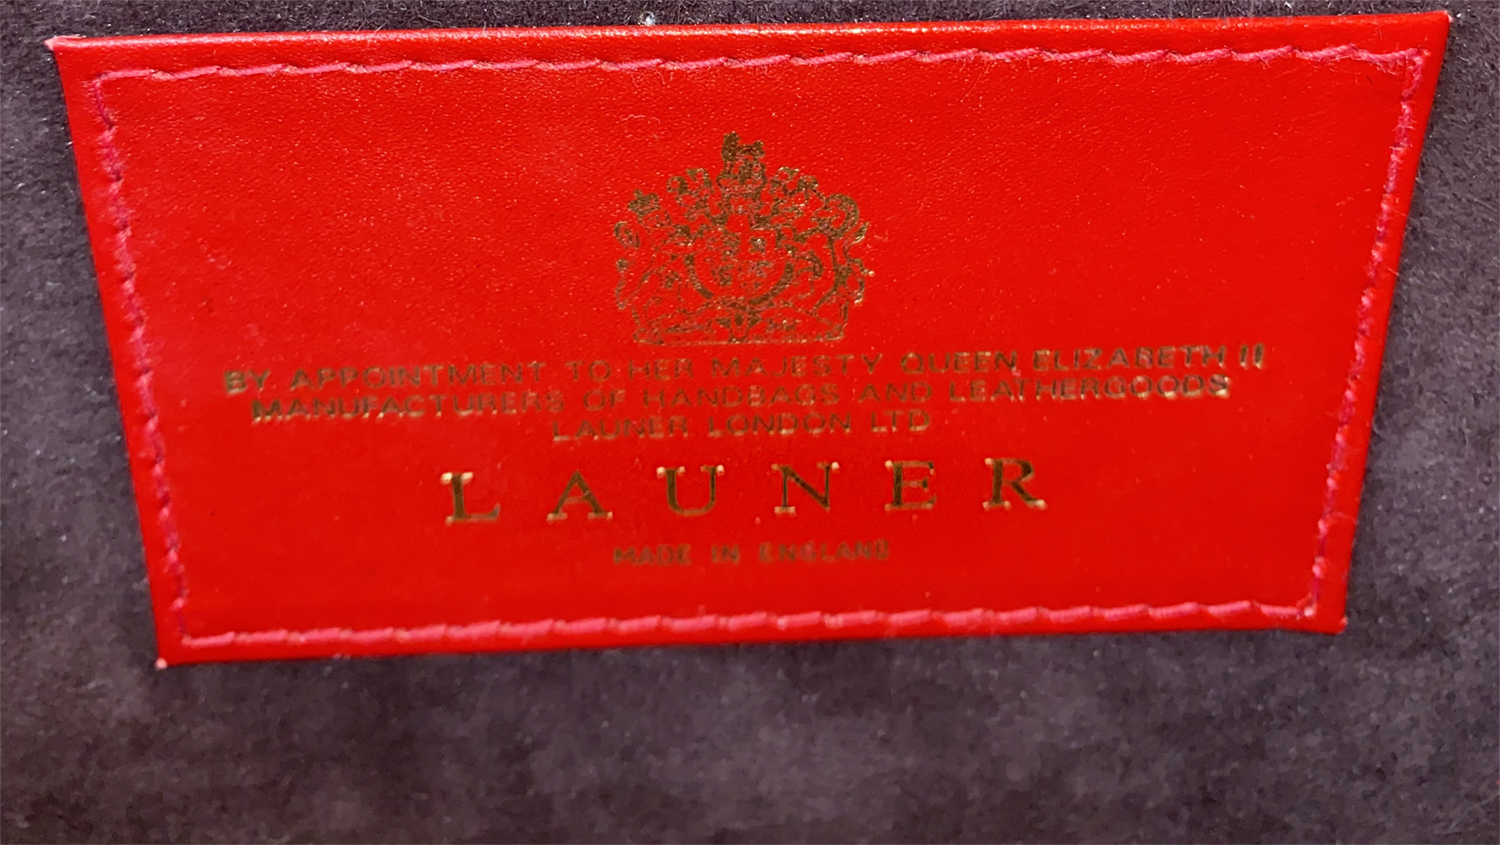 BY APPOINTMENT TO HER MAJESTY QUEEN ELIZABETH II
MANUFACTURERS OF HANDBAGS AND LEATHERGOODS
LAUNER LONDON LTD
LAUNER
MADE IN ENGLAND